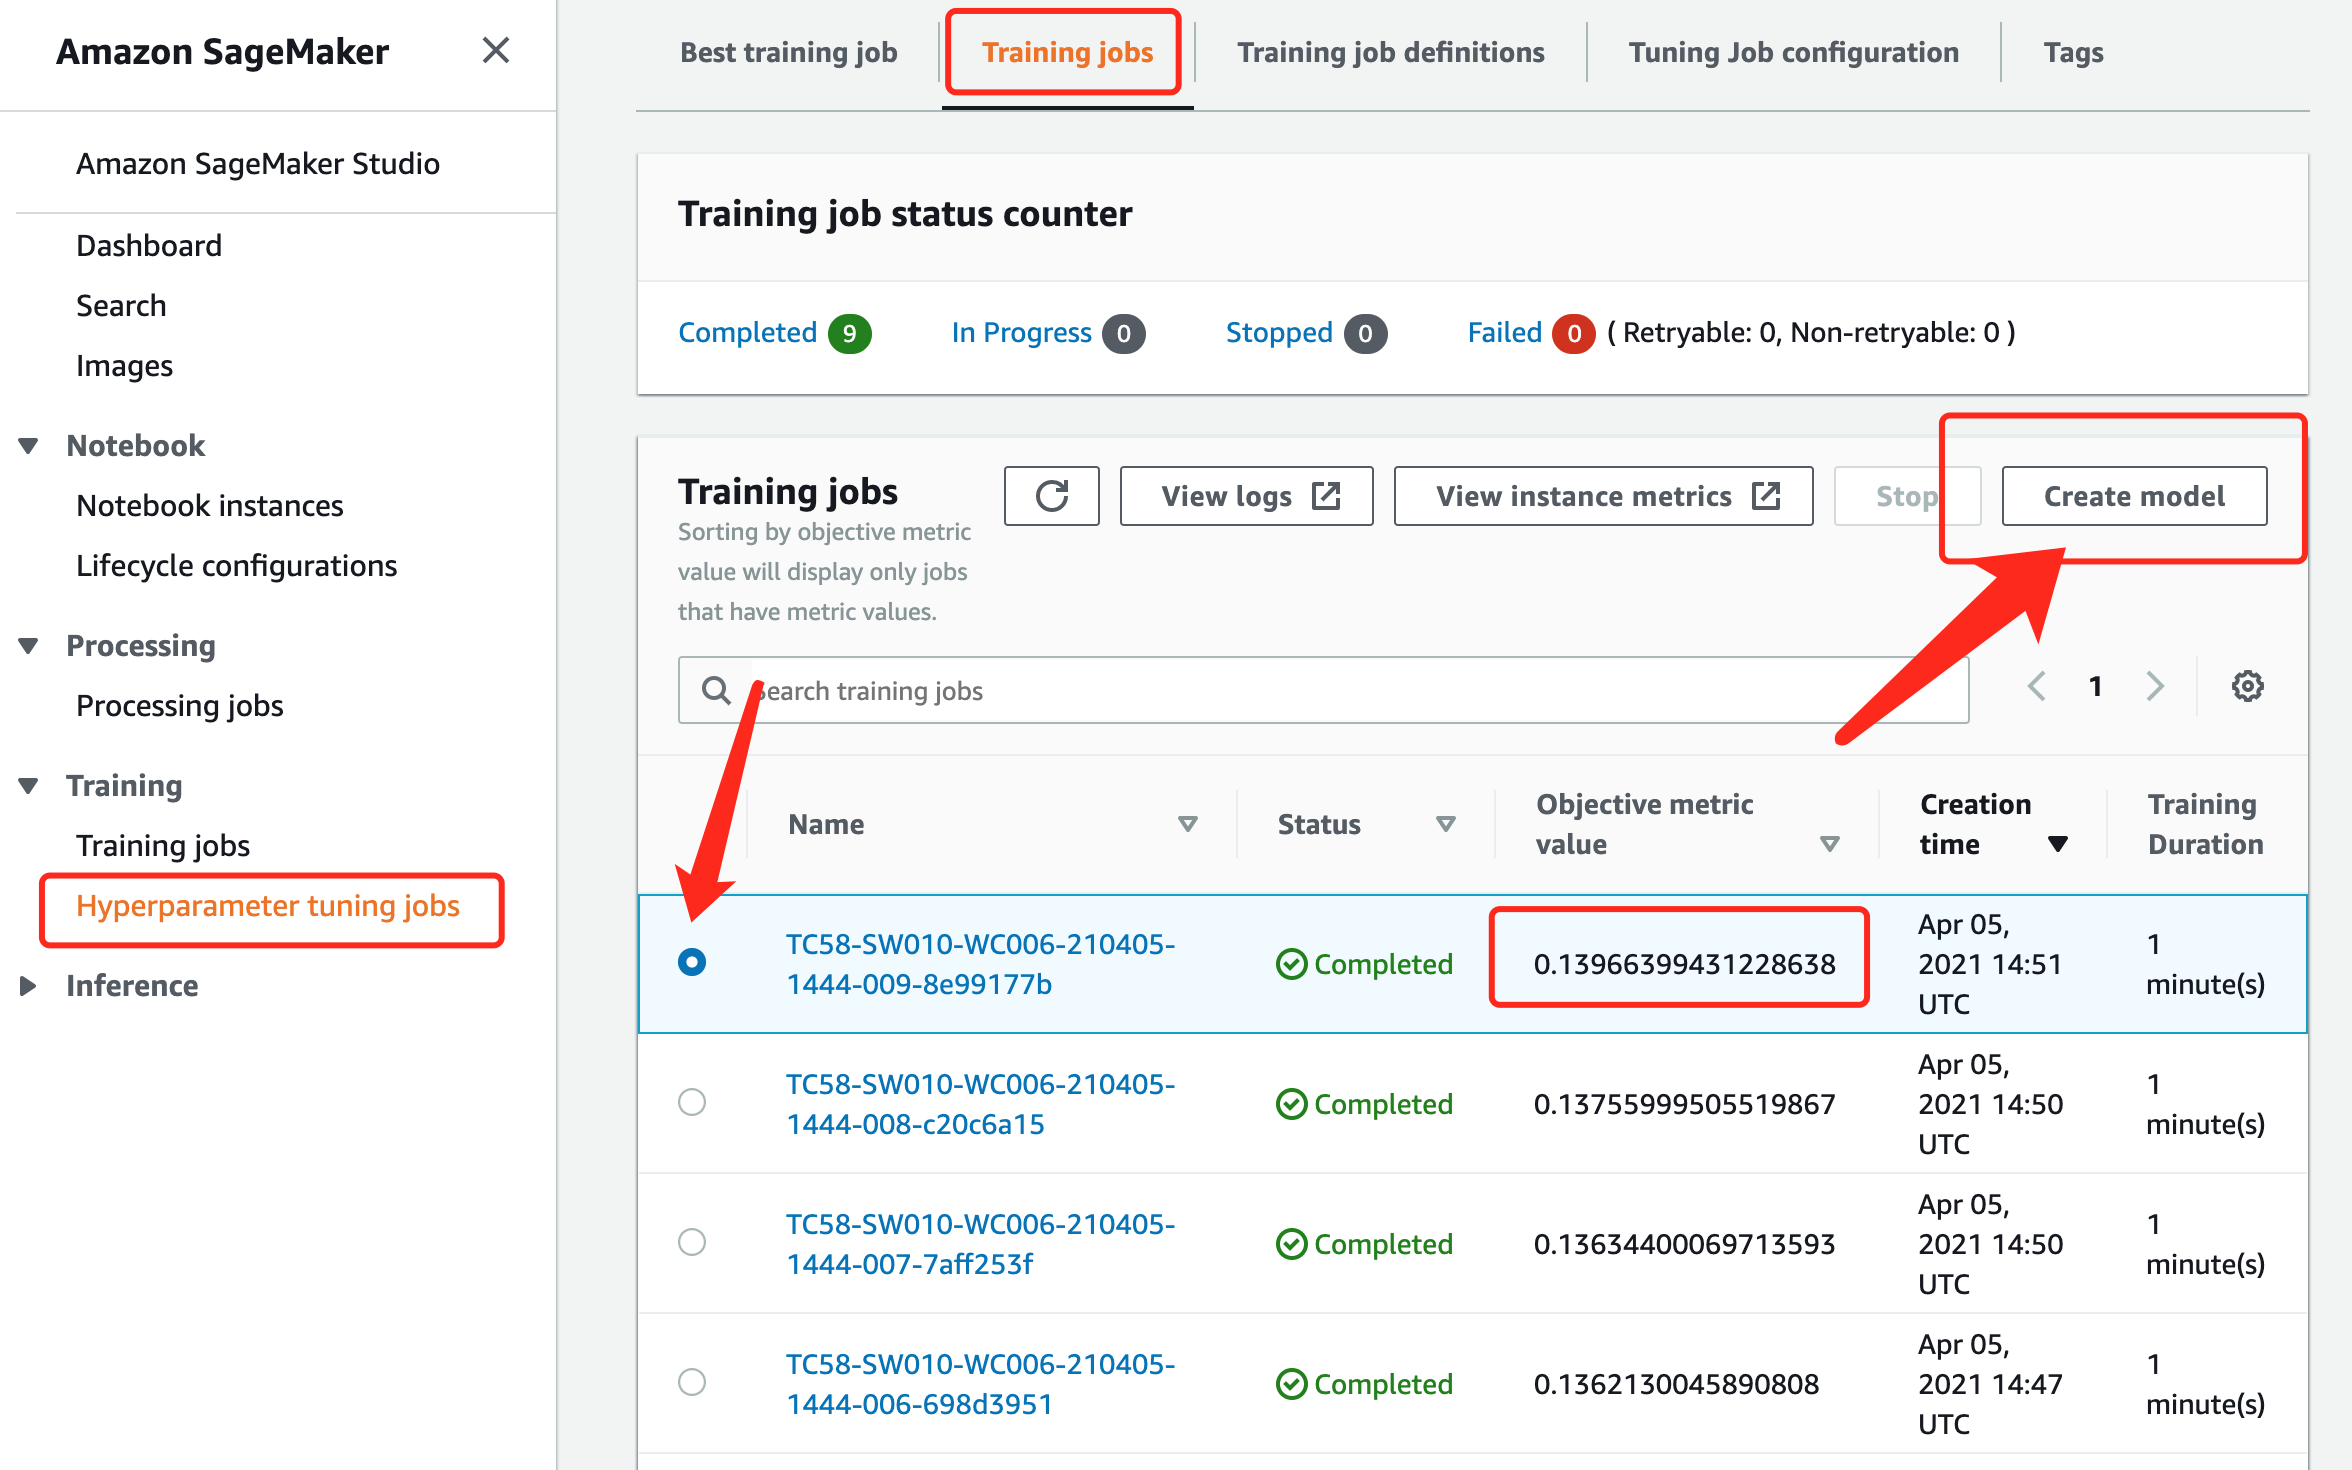 Amazon SageMaker
Amazon SageMaker Studio
Dashboard
Search
Images
Notebook
Notebook instances
Lifecycle configurations
Processing
Processing jobs
Training
Training jobs
Hyperparameter tuning jobs
Inference
Best training job
Training jobs
Training job definitions
Tuning Job configuration
Tags
Training job status counter
Completed 9 In Progress 0 Stopped 0 Failed 0 ( Retryable: 0, Non-retryable: 0 )
Training jobs
Sorting by objective metric
value will display only jobs
that have metric values.
View logs
View instance metrics
Stop
Create model
Search training jobs
1
Name
Status
Objective metric
value
Creation
time
Training
Duration
TC58-SW010-WC006-210405-
1444-009-8e99177b
Completed
0.13966399431228638
Apr 05,
2021 14:51
UTC
1
minute(s)
TC58-SW010-WC006-210405-
1444-008-c20c6a15
Completed
0.13755999505519867
Apr 05,
2021 14:50
UTC
1
minute(s)
TC58-SW010-WC006-210405-
1444-007-7aff253f
Completed
0.13634400069713593
Apr 05,
2021 14:50
UTC
1
minute(s)
TC58-SW010-WC006-210405-
1444-006-698d3951
Completed
0.1362130045890808
Apr 05,
2021 14:47
UTC
1
minute(s)